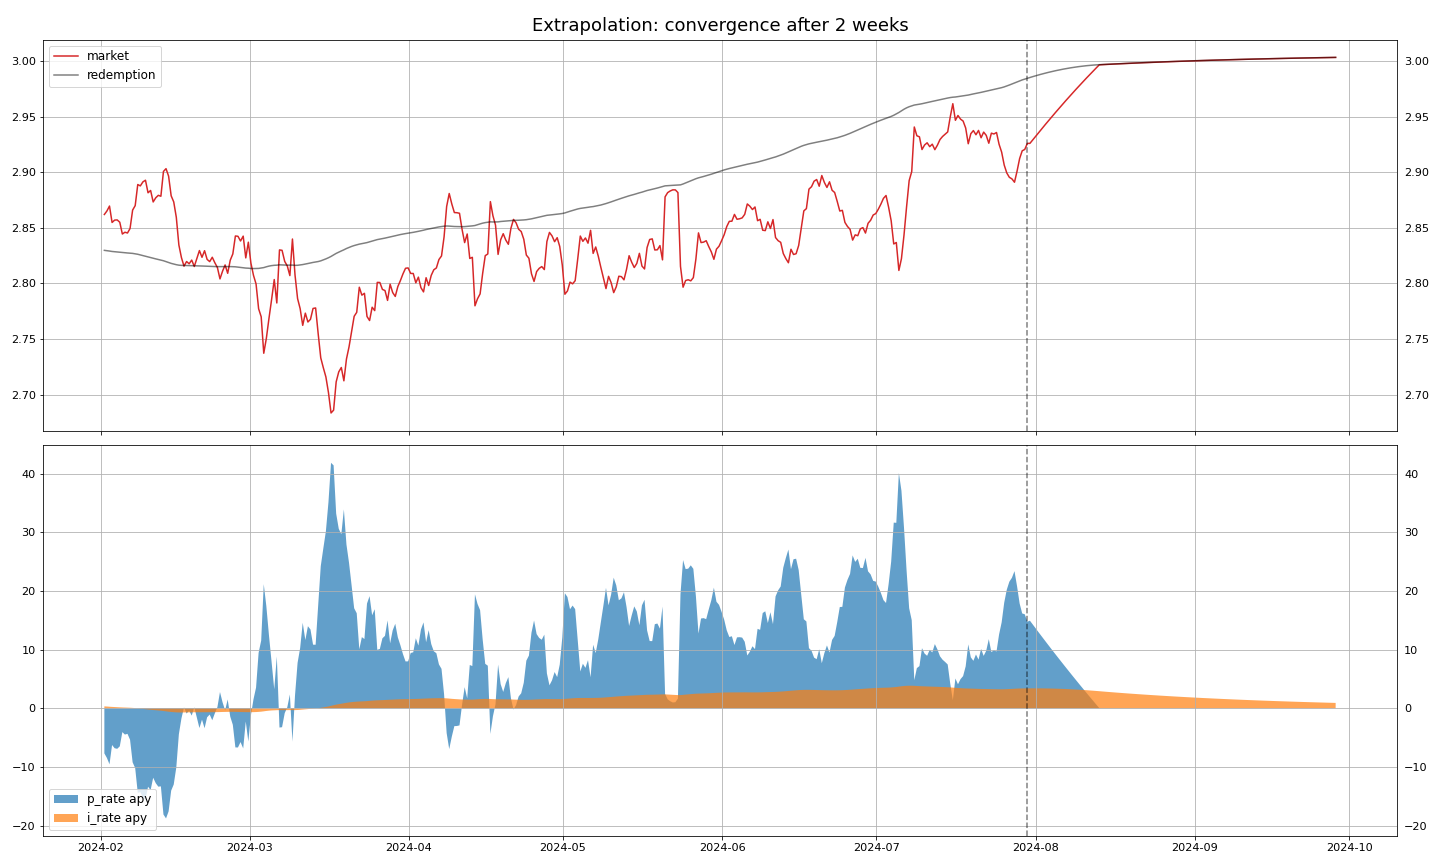 Extrapolation: convergence after 2 weeks
market
redemption
3.00 3.00
2.95 2.95
2.90 2.90
2.85 2.85
2.80 2.80
2.75 2.75
2.70 2.70
40 40
30 30
20 20
10 10
0 0
−10 −10
−20 −20
p_rate apy
i_rate apy
2024-02 2024-03 2024-04 2024-05 2024-06 2024-07 2024-08 2024-09 2024-10